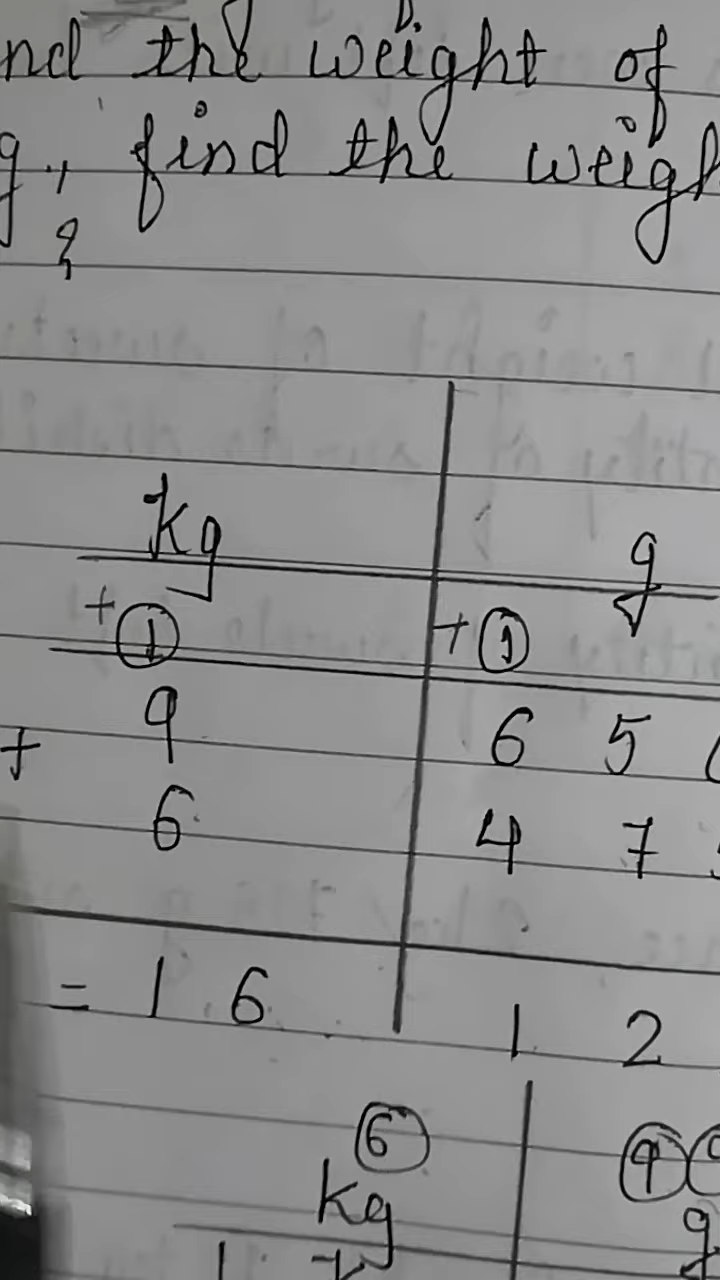 nd the weight of
g., find the weigh
?
kg g
+ 1 + 1
9 6 5
+ 6 4 7
= 1 6 1 2
6 9
kg g